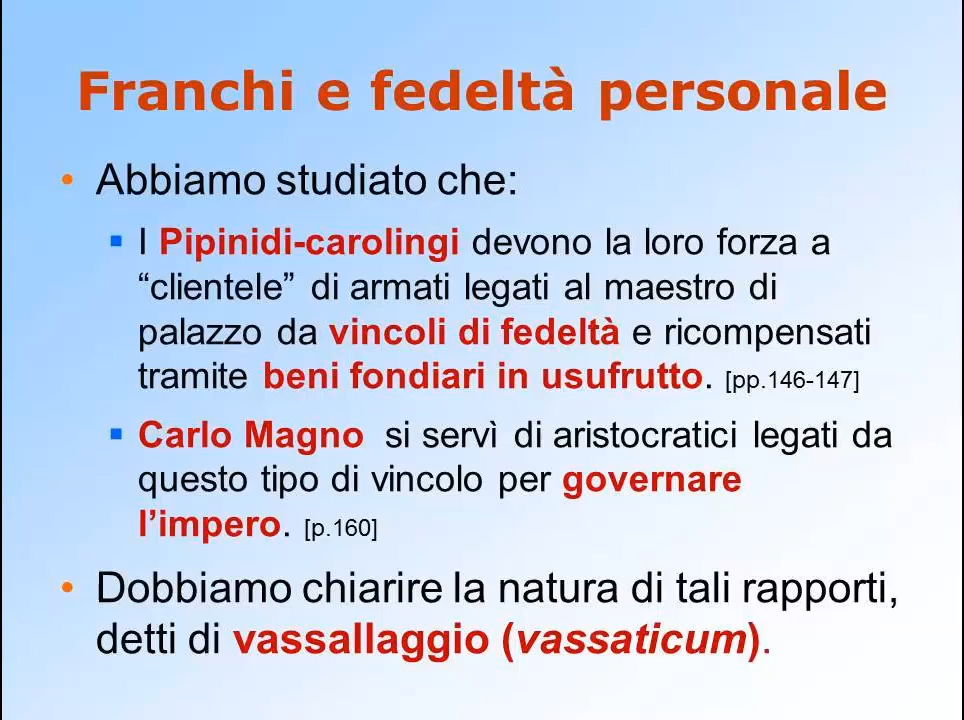 Franchi e fedeltà personale
• Abbiamo studiato che:
▪ I Pipinidi-carolingi devono la loro forza a
“clientele” di armati legati al maestro di
palazzo da vincoli di fedeltà e ricompensati
tramite beni fondiari in usufrutto. [pp.146-147]
▪ Carlo Magno si servì di aristocratici legati da
questo tipo di vincolo per governare
l’impero. [p.160]
• Dobbiamo chiarire la natura di tali rapporti,
detti di vassallaggio (vassaticum).